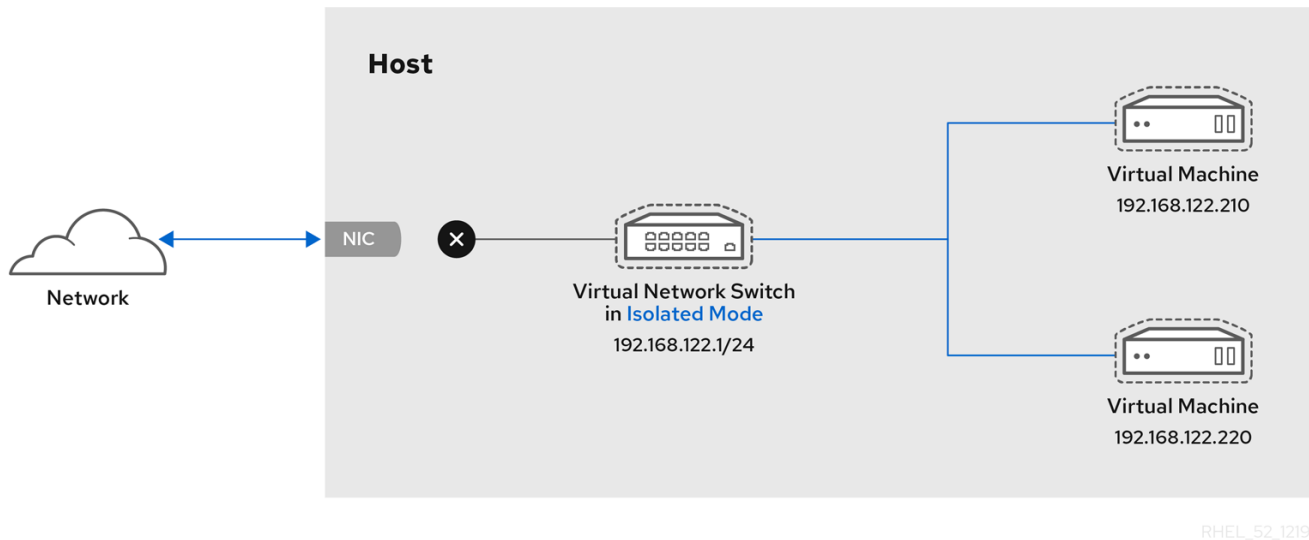 Host
Virtual Machine
192.168.122.210
NIC
Network
Virtual Network Switch
in Isolated Mode
192.168.122.1/24
Virtual Machine
192.168.122.220
RHEL_52_1219